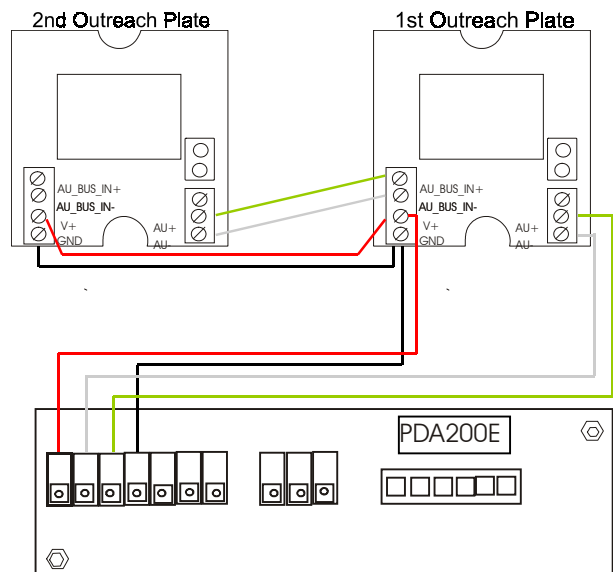 2nd Outreach Plate
1st Outreach Plate
AU_BUS_IN+
AU_BUS_IN-
V+
GND
AU+
AU-
AU_BUS_IN+
AU_BUS_IN-
V+
GND
AU+
AU-
PDA200E